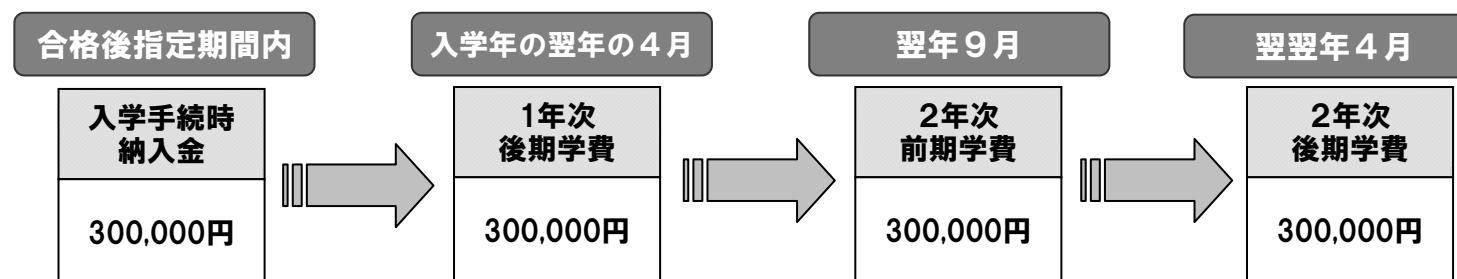 合格後指定期間内
入学年の翌年の４月
翌年９月
翌翌年４月
入学手続時
納入金
1年次
後期学費
2年次
前期学費
2年次
後期学費
300,000円
300,000円
300,000円
300,000円